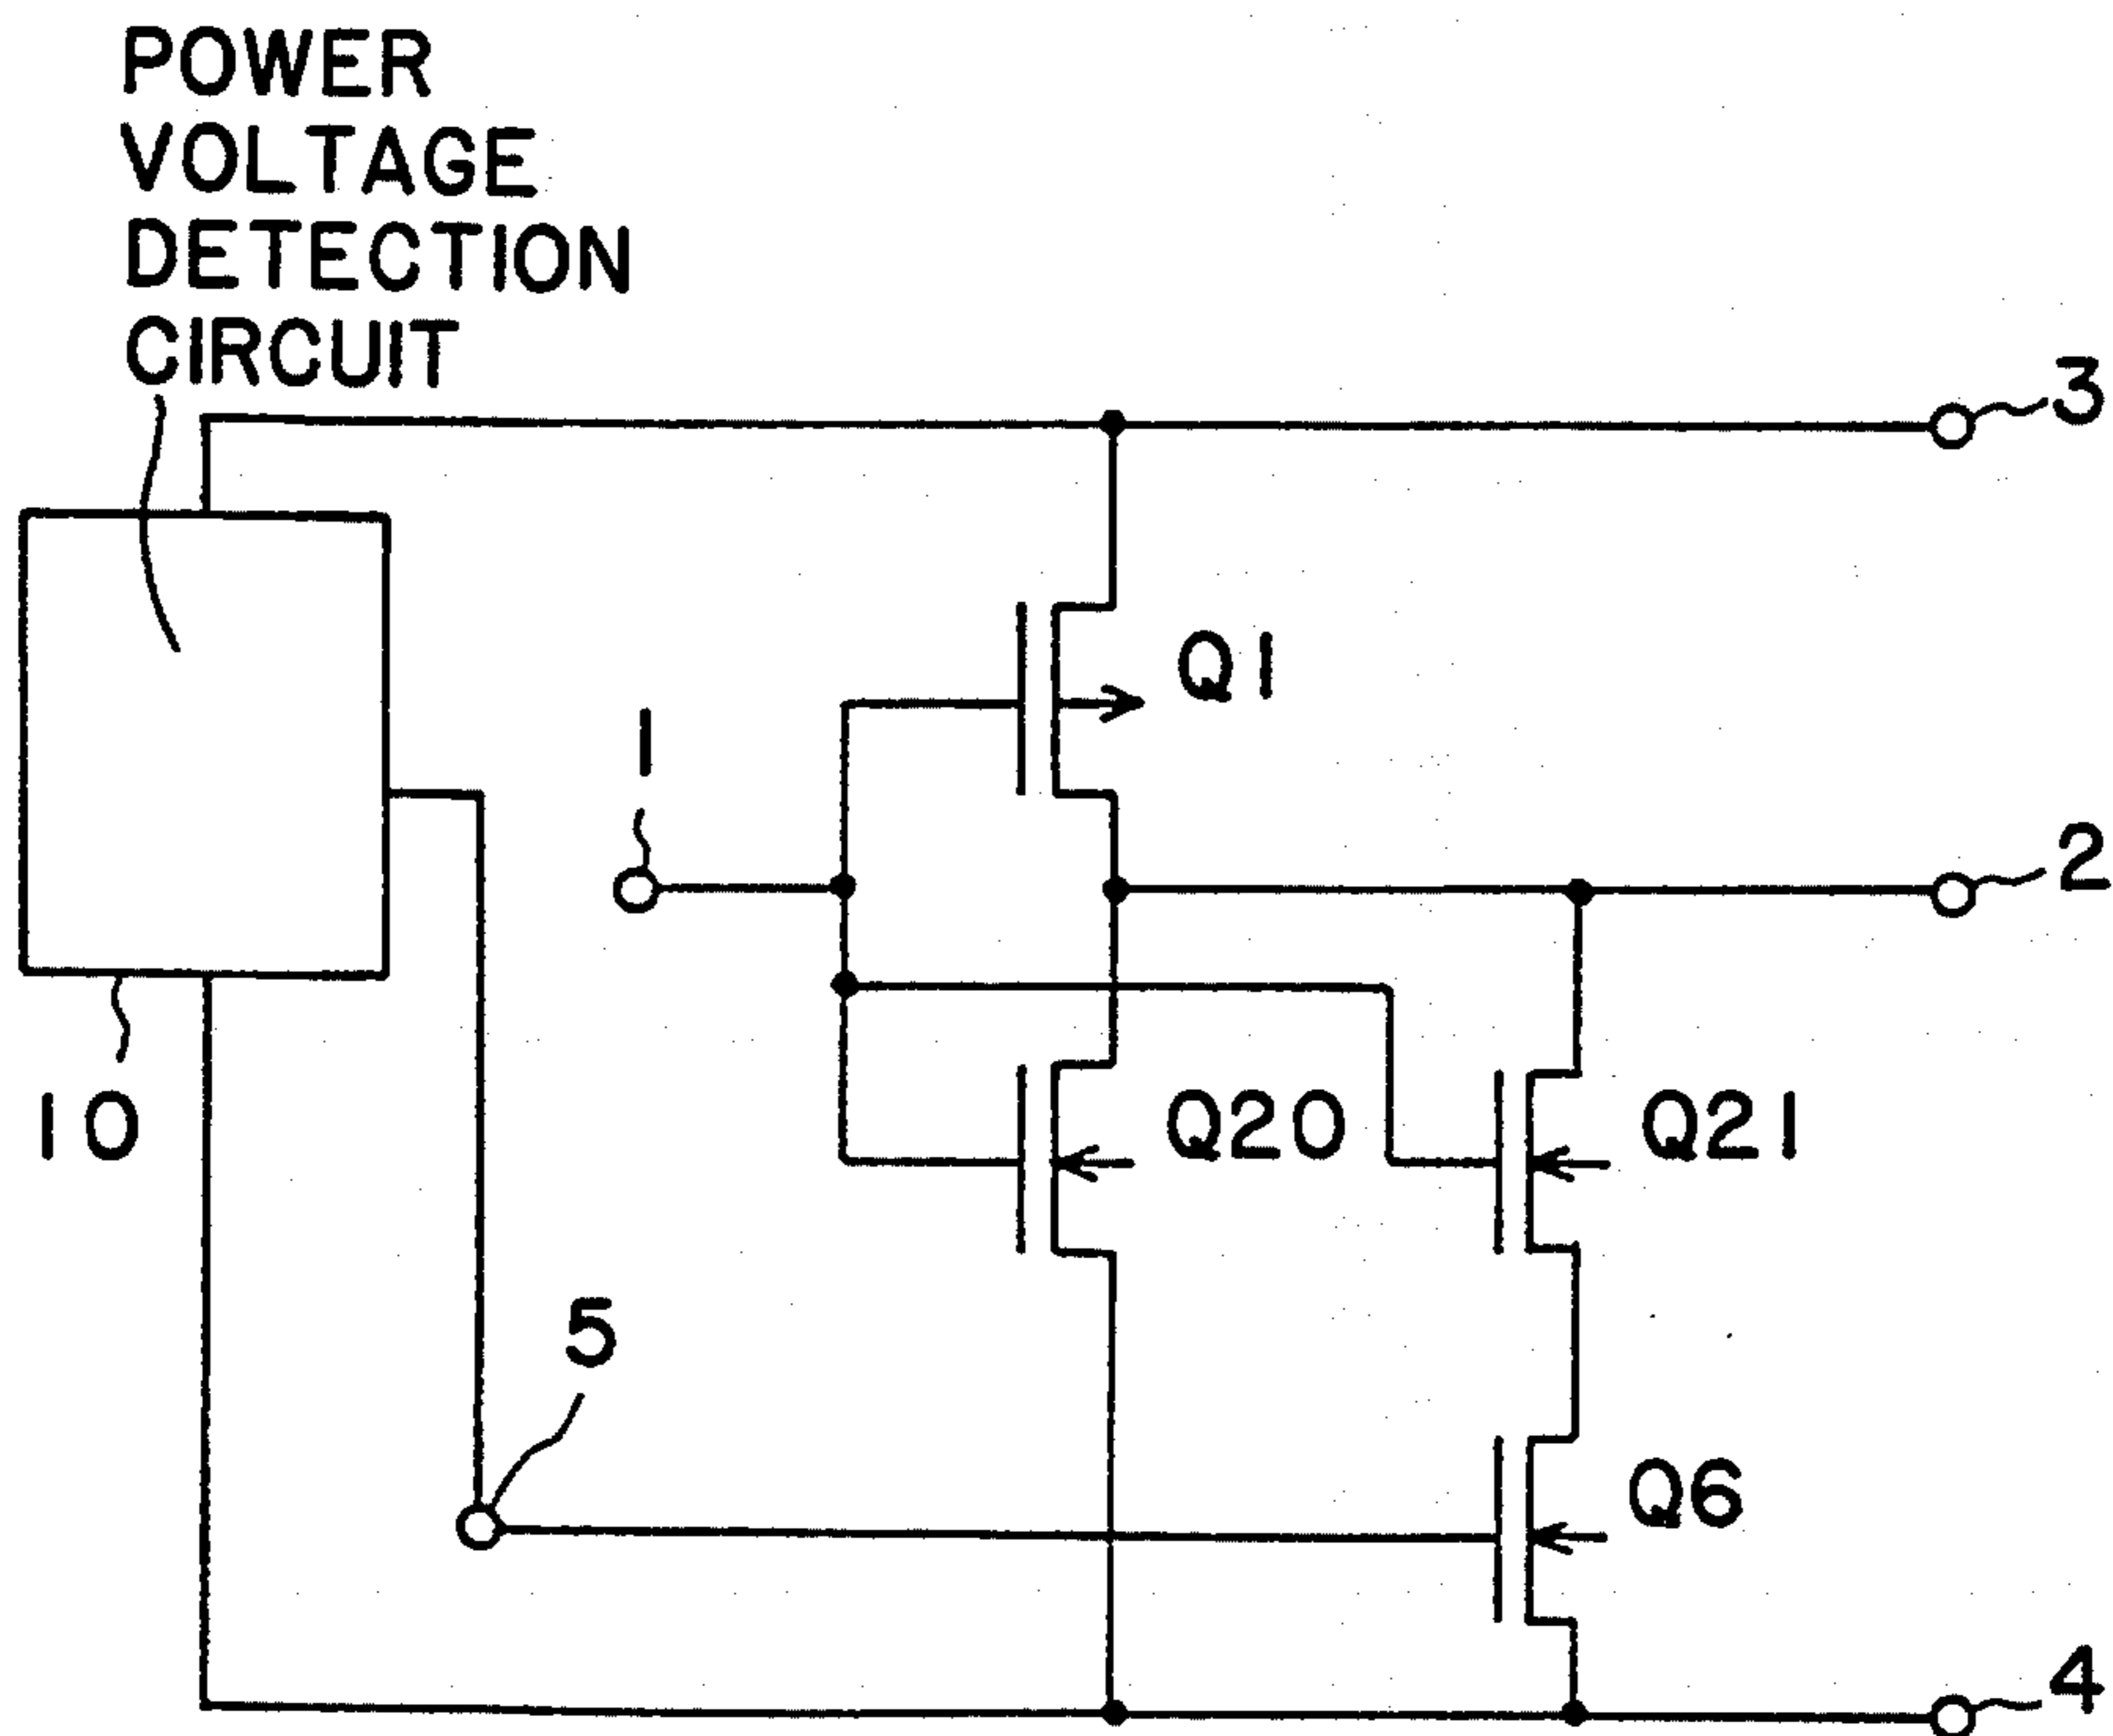 POWER
VOLTAGE
DETECTION
CIRCUIT
3
Q1
1
2
10
Q20
Q21
5
Q6
4